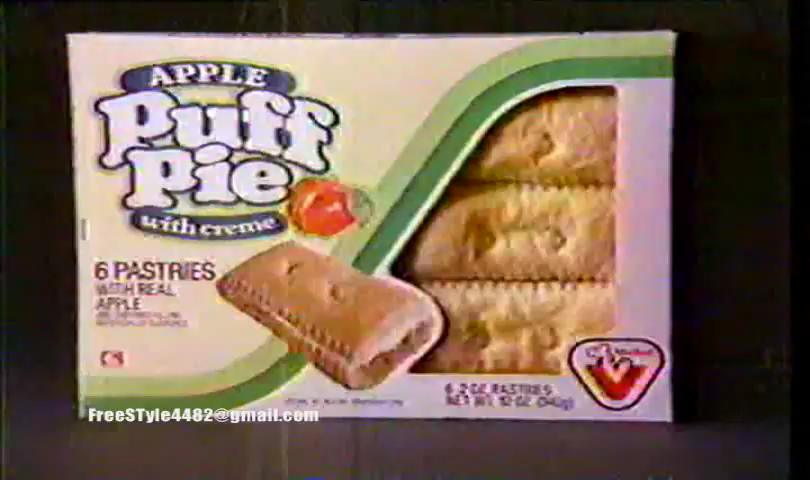 APPLE
Puff
Pie
with creme
6 PASTRIES
WITH REAL
APPLE
6-2 OZ. PASTRIES
NET WT. 12 OZ. (340g)
FreeSTyle4482@gmail.com